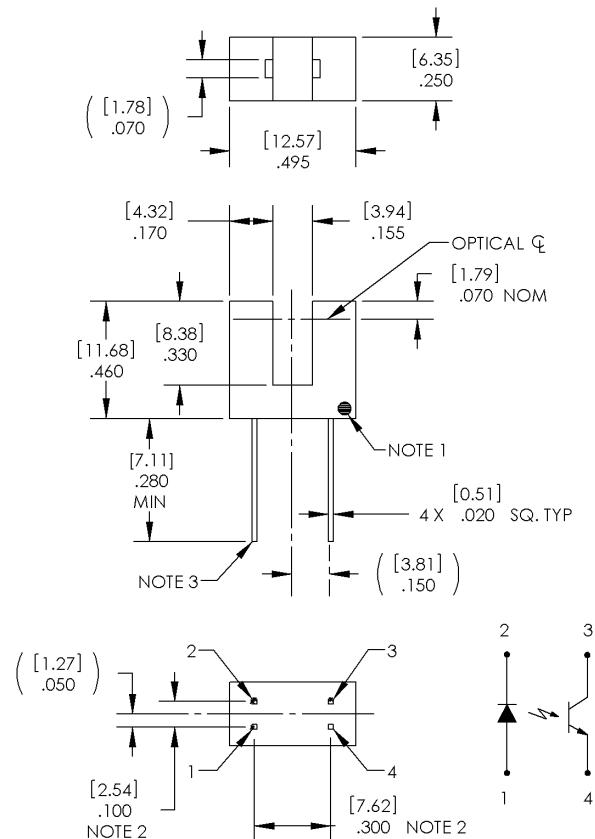 [6.35]
.250
( [1.78] )
.070
[12.57]
.495
[4.32]
.170
[3.94]
.155
OPTICAL ℄
[1.79]
.070 NOM
[8.38]
.330
[11.68]
.460
NOTE 1
[7.11]
.280
MIN
[0.51]
4 X .020 SQ. TYP
NOTE 3
( [3.81] )
.150
( [1.27] )
.050
2
3
1
4
[2.54]
.100
NOTE 2
[7.62]
.300 NOTE 2
2
3
1
4